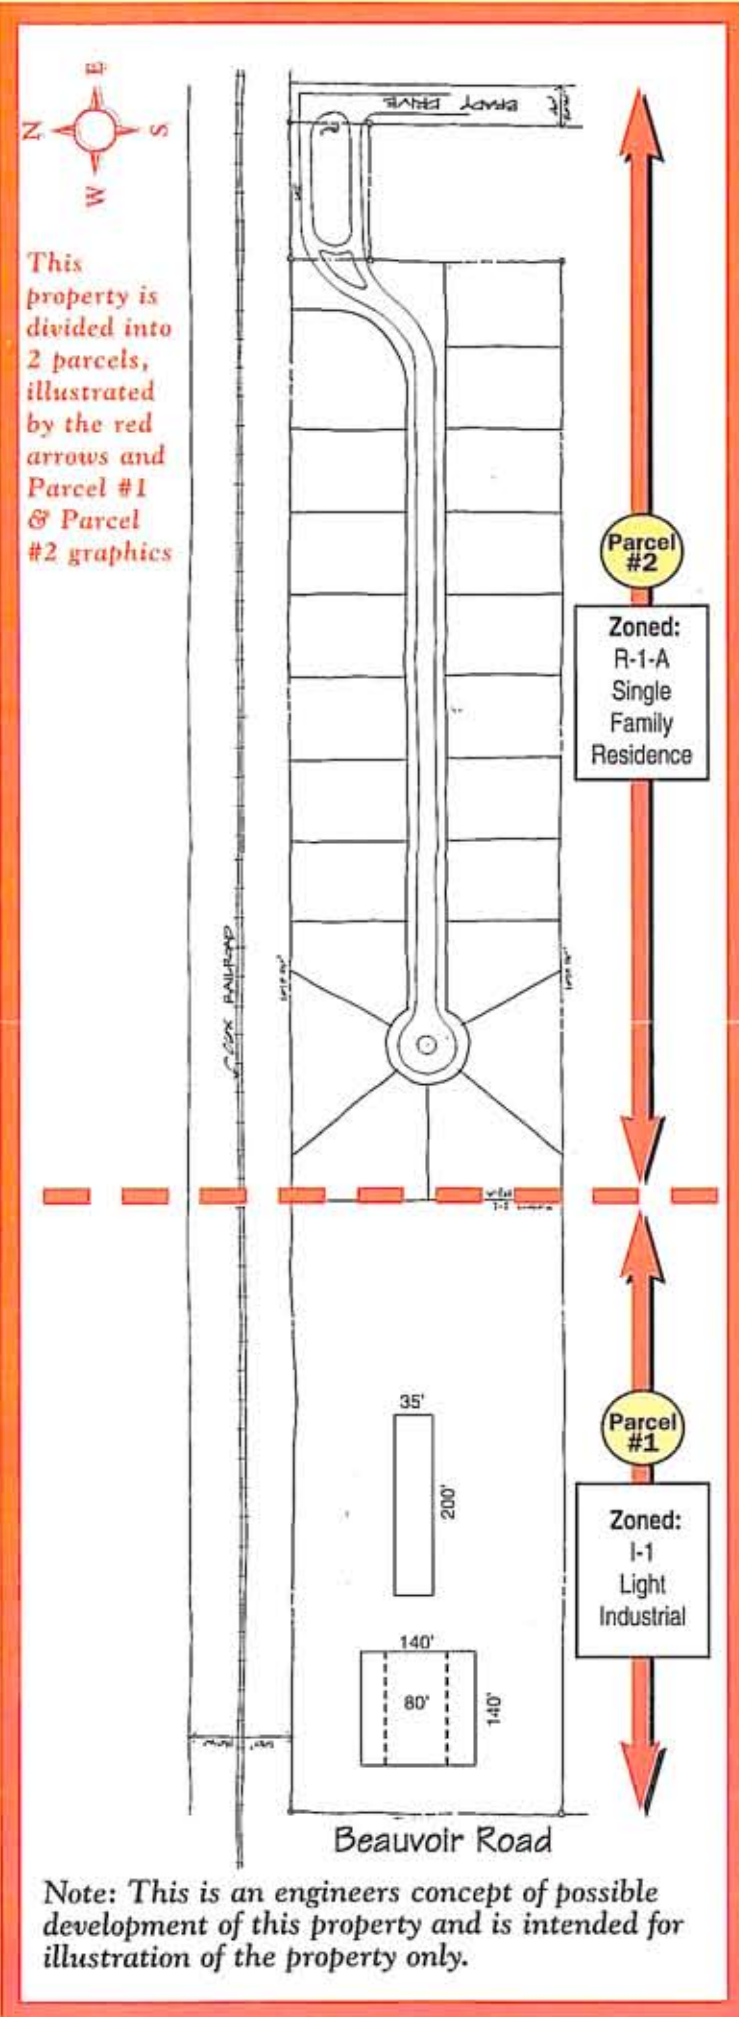 E
N
S
W
BRADY DRIVE
This
property is
divided into
2 parcels,
illustrated
by the red
arrows and
Parcel #1
& Parcel
#2 graphics
Parcel
#2
Zoned:
R-1-A
Single
Family
Residence
RAILROAD
35'
200'
Parcel
#1
Zoned:
I-1
Light
Industrial
140'
80'
140'
Beauvoir Road
Note: This is an engineers concept of possible
development of this property and is intended for
illustration of the property only.